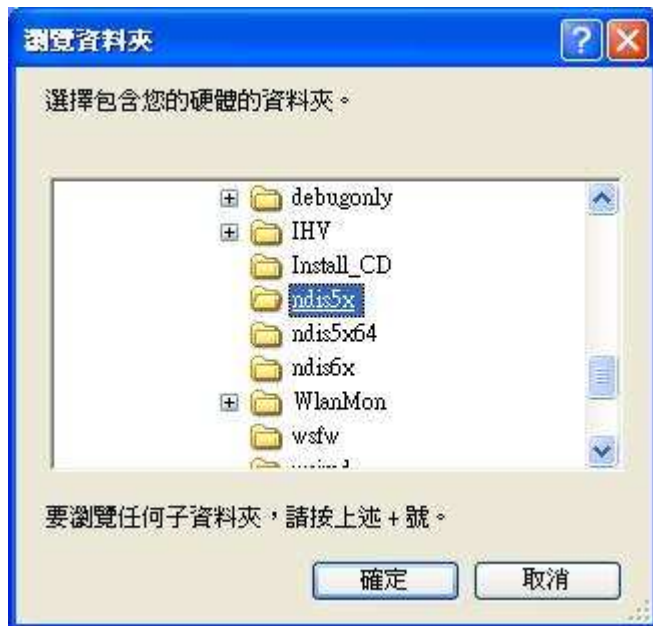 瀏覽資料夾
選擇包含您的硬體的資料夾。
debugonly
IHV
Install_CD
ndis5x
ndis5x64
ndis6x
WlanMon
wsfw
要瀏覽任何子資料夾，請按上述 + 號。
確定
取消